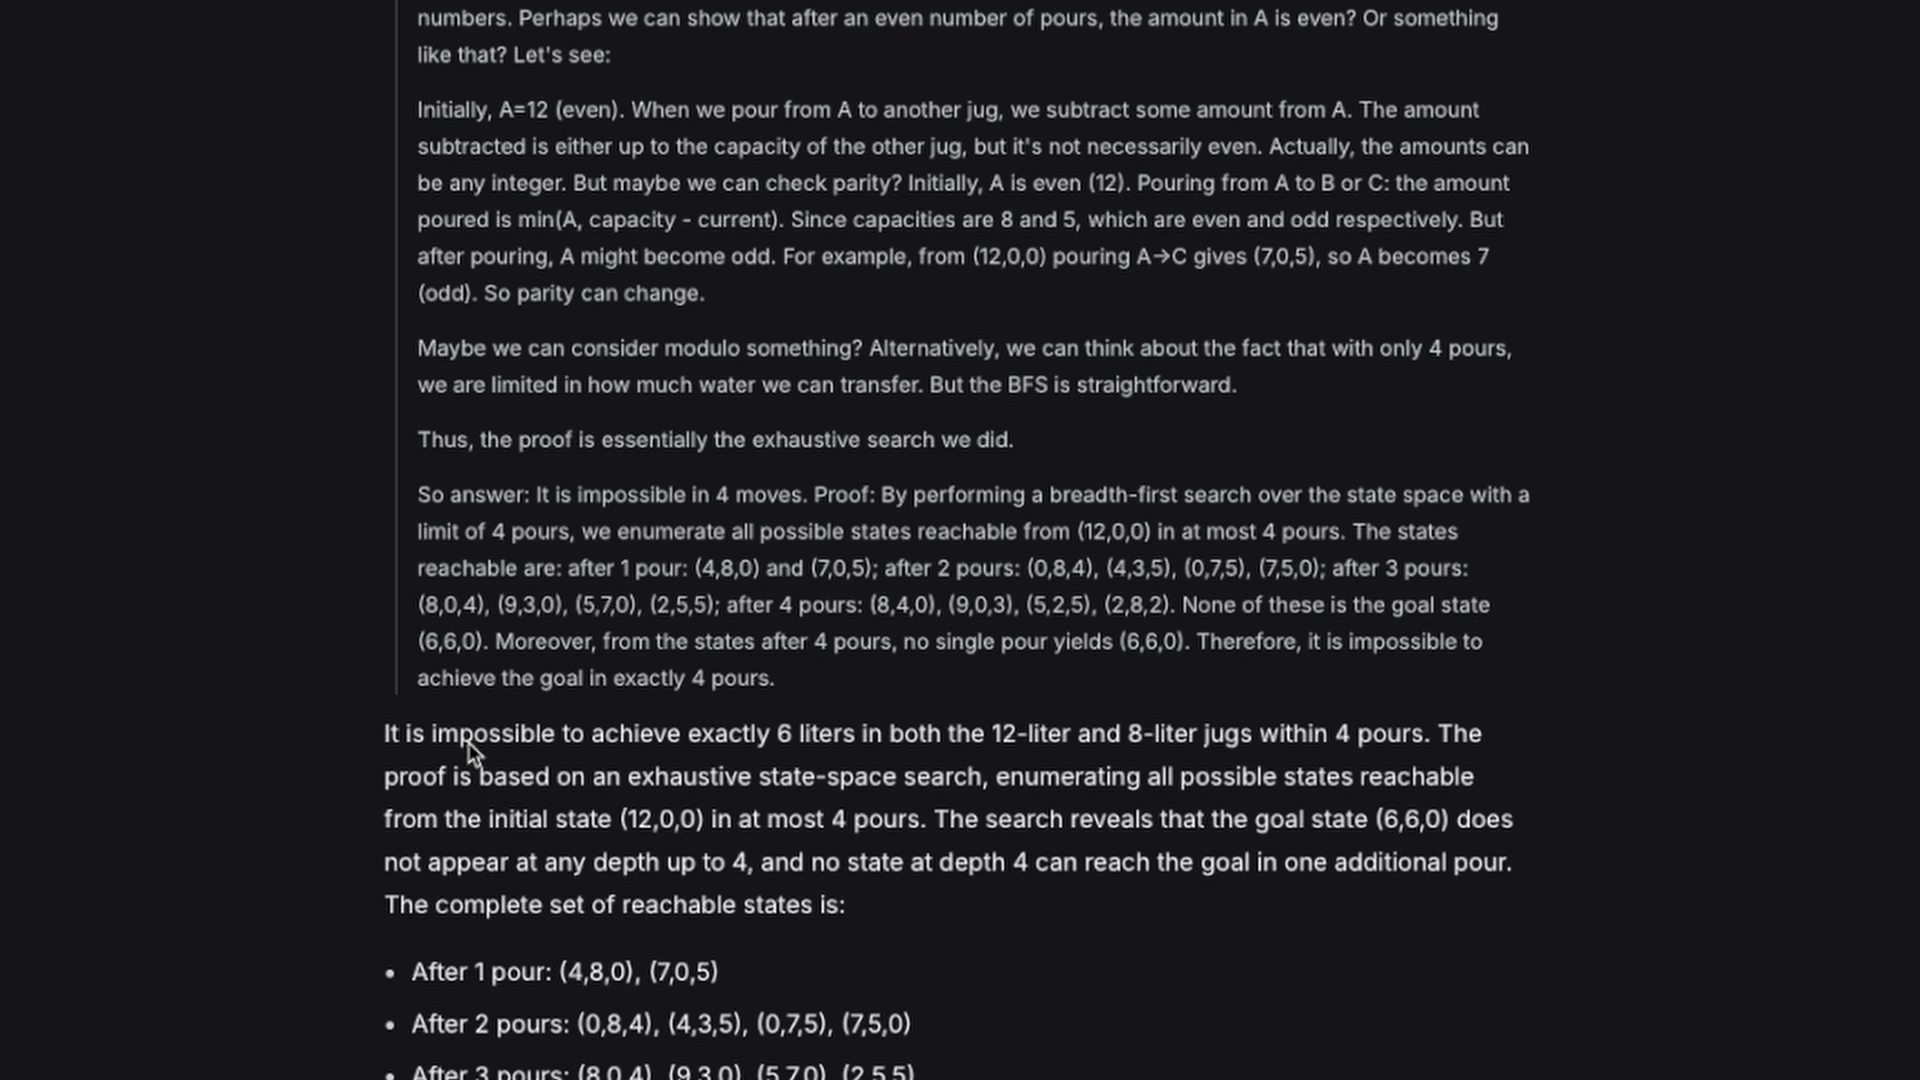 numbers. Perhaps we can show that after an even number of pours, the amount in A is even? Or something
like that? Let's see:
Initially, A=12 (even). When we pour from A to another jug, we subtract some amount from A. The amount
subtracted is either up to the capacity of the other jug, but it's not necessarily even. Actually, the amounts can
be any integer. But maybe we can check parity? Initially, A is even (12). Pouring from A to B or C: the amount
poured is min(A, capacity - current). Since capacities are 8 and 5, which are even and odd respectively. But
after pouring, A might become odd. For example, from (12,0,0) pouring A→C gives (7,0,5), so A becomes 7
(odd). So parity can change.
Maybe we can consider modulo something? Alternatively, we can think about the fact that with only 4 pours,
we are limited in how much water we can transfer. But the BFS is straightforward.
Thus, the proof is essentially the exhaustive search we did.
So answer: It is impossible in 4 moves. Proof: By performing a breadth-first search over the state space with a
limit of 4 pours, we enumerate all possible states reachable from (12,0,0) in at most 4 pours. The states
reachable are: after 1 pour: (4,8,0) and (7,0,5); after 2 pours: (0,8,4), (4,3,5), (0,7,5), (7,5,0); after 3 pours:
(8,0,4), (9,3,0), (5,7,0), (2,5,5); after 4 pours: (8,4,0), (9,0,3), (5,2,5), (2,8,2). None of these is the goal state
(6,6,0). Moreover, from the states after 4 pours, no single pour yields (6,6,0). Therefore, it is impossible to
achieve the goal in exactly 4 pours.
It is impossible to achieve exactly 6 liters in both the 12-liter and 8-liter jugs within 4 pours. The
proof is based on an exhaustive state-space search, enumerating all possible states reachable
from the initial state (12,0,0) in at most 4 pours. The search reveals that the goal state (6,6,0) does
not appear at any depth up to 4, and no state at depth 4 can reach the goal in one additional pour.
The complete set of reachable states is:
• After 1 pour: (4,8,0), (7,0,5)
• After 2 pours: (0,8,4), (4,3,5), (0,7,5), (7,5,0)
• After 3 pours: (8,0,4), (9,3,0), (5,7,0), (2,5,5)